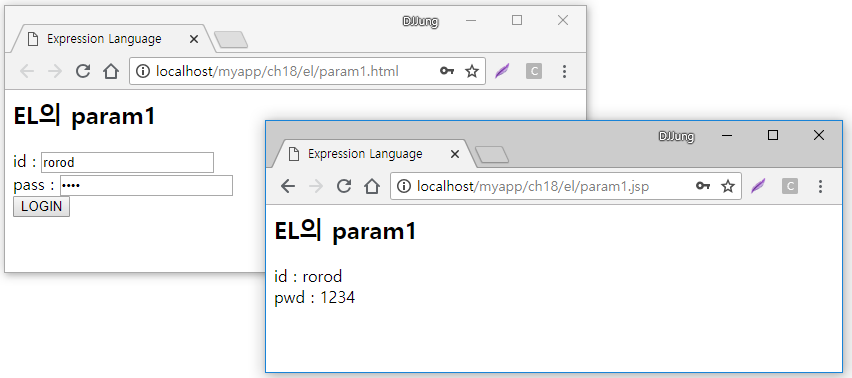 DJJung
Expression Language
localhost/myapp/ch18/el/param1.html
EL의 param1
id : rorod
pass : ••••
LOGIN
DJJung
Expression Language
localhost/myapp/ch18/el/param1.jsp
C
EL의 param1
id : rorod
pwd : 1234
C